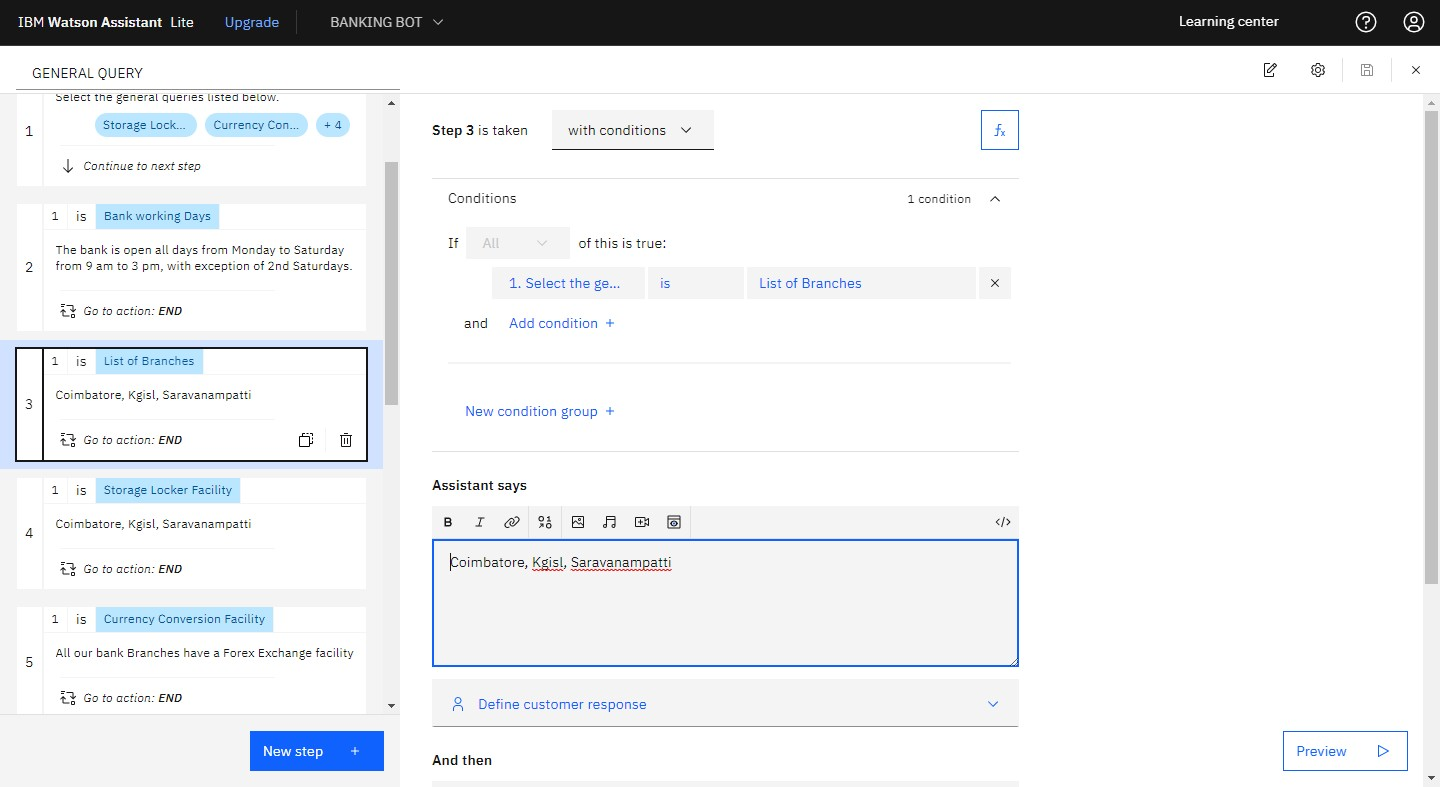 IBM Watson Assistant Lite Upgrade BANKING BOT Learning center
GENERAL QUERY
1
Select the general queries listed below.
Storage Lock... Currency Con... + 4
Continue to next step
2
1 is Bank working Days
The bank is open all days from Monday to Saturday
from 9 am to 3 pm, with exception of 2nd Saturdays.
Go to action: END
3
1 is List of Branches
Coimbatore, Kgisl, Saravanampatti
Go to action: END
4
1 is Storage Locker Facility
Coimbatore, Kgisl, Saravanampatti
Go to action: END
5
1 is Currency Conversion Facility
All our bank Branches have a Forex Exchange facility
Go to action: END
New step +
Step 3 is taken with conditions fx
Conditions 1 condition
If All of this is true:
1. Select the ge... is List of Branches
and Add condition +
New condition group +
Assistant says
B I </>
Coimbatore, Kgisl, Saravanampatti
Define customer response
And then
Preview